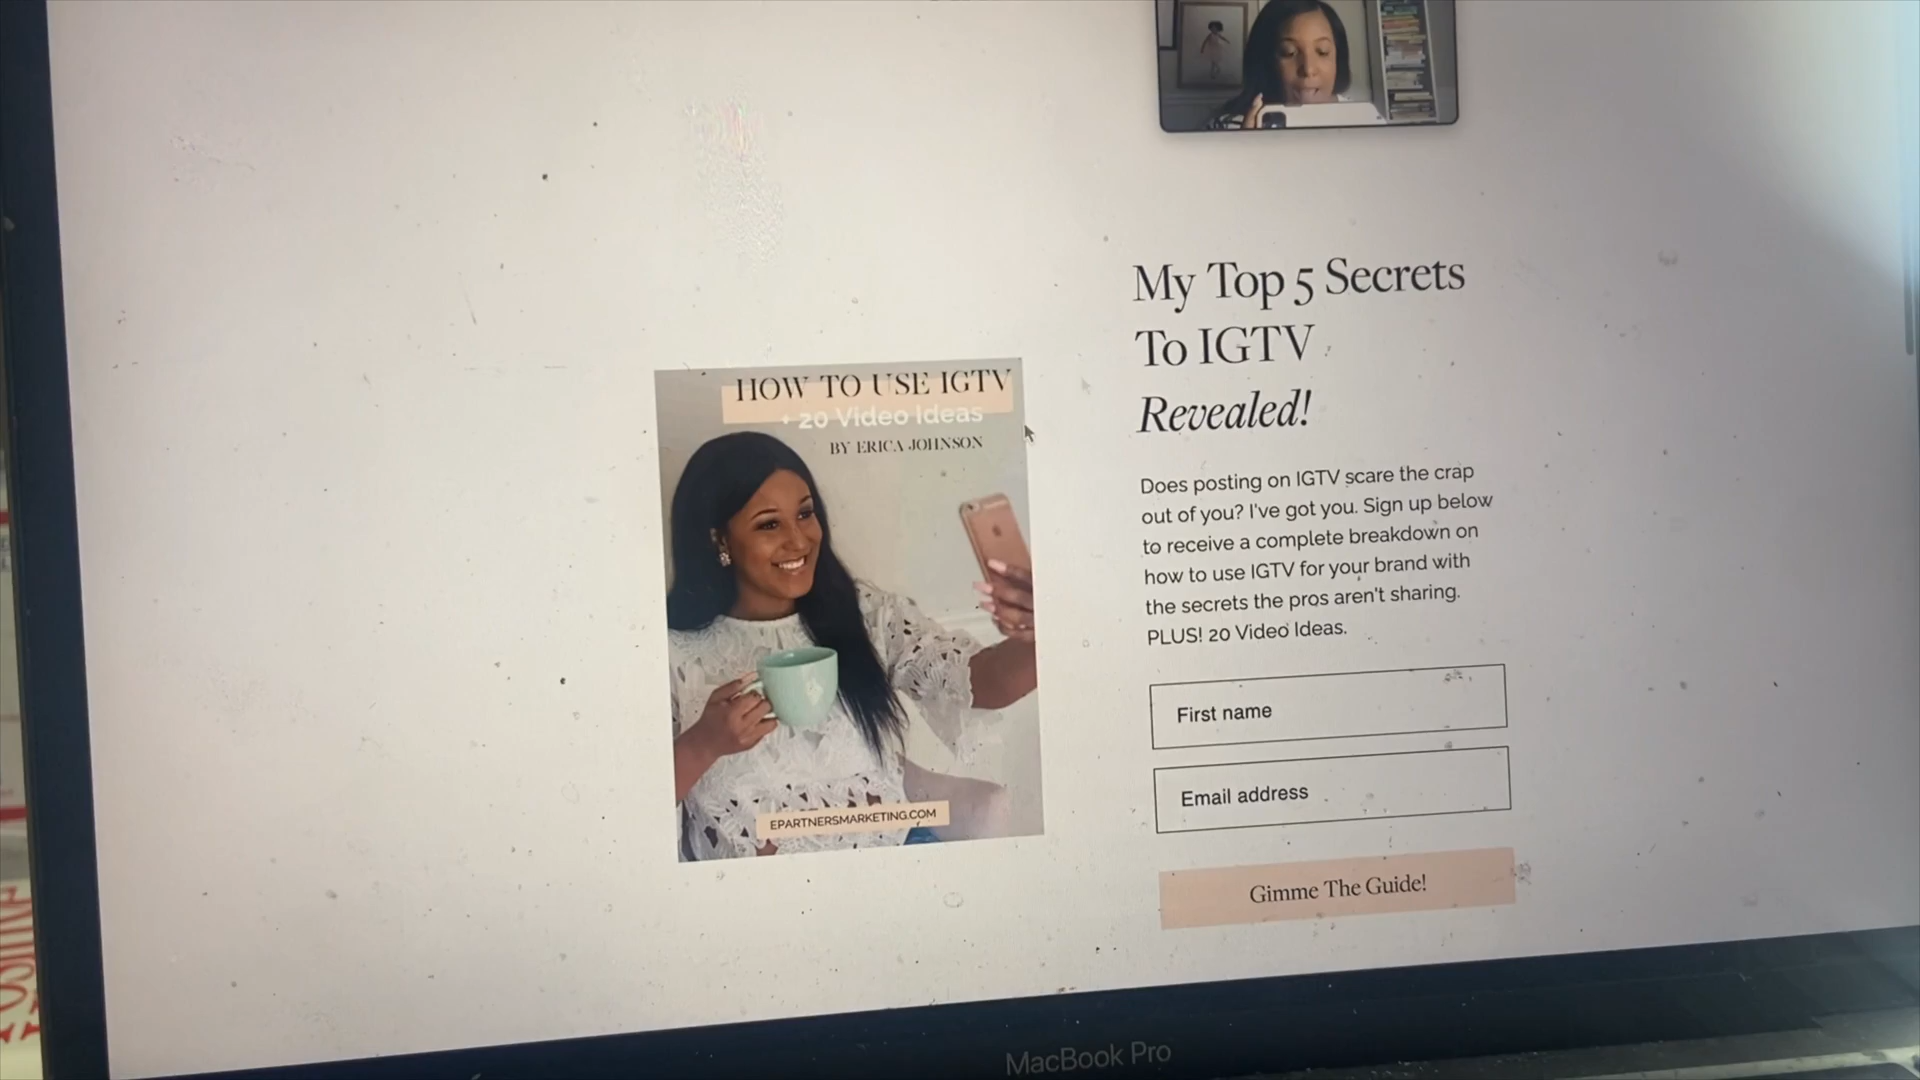 HOW TO USE IGTV
+ 20 Video Ideas
BY ERICA JOHNSON
EPARTNERSMARKETING.COM
My Top 5 Secrets
To IGTV
Revealed!
Does posting on IGTV scare the crap
out of you? I've got you. Sign up below
to receive a complete breakdown on
how to use IGTV for your brand with
the secrets the pros aren't sharing.
PLUS! 20 Video Ideas.
First name
Email address
Gimme The Guide!
MacBook Pro